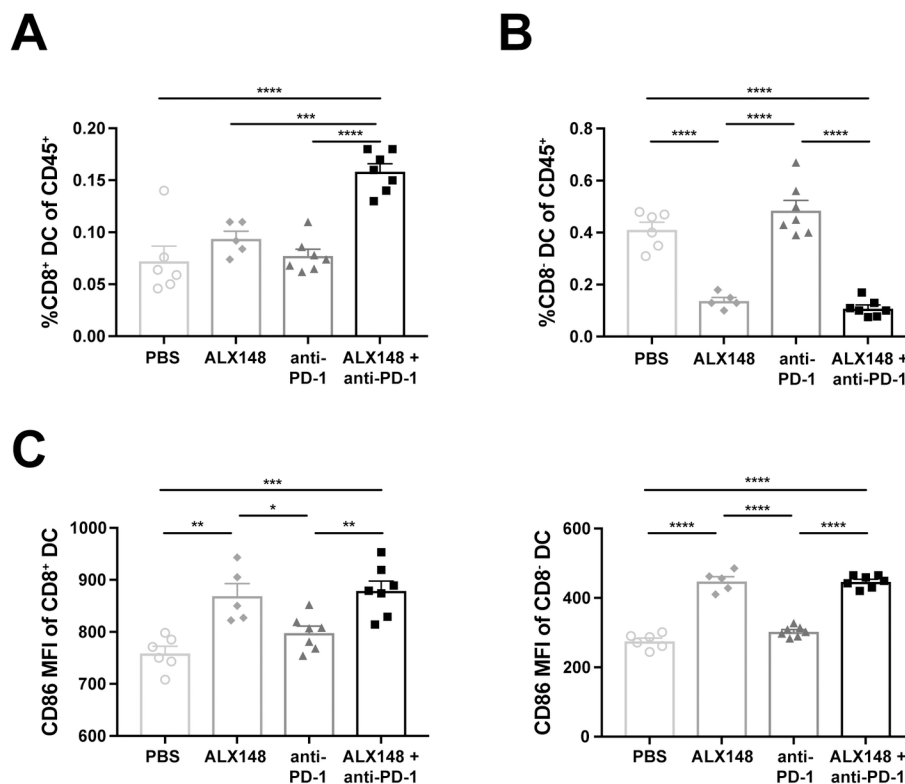 A
B
****
***
****
%CD8⁺ DC of CD45⁺
0.20
0.15
0.10
0.05
0.00
PBS
ALX148
anti-
PD-1
ALX148 +
anti-PD-1
****
****
****
****
%CD8⁻ DC of CD45⁺
0.8
0.6
0.4
0.2
0.0
PBS
ALX148
anti-
PD-1
ALX148 +
anti-PD-1
C
***
*
**
**
CD86 MFI of CD8⁺ DC
1000
900
800
700
600
PBS
ALX148
anti-
PD-1
ALX148 +
anti-PD-1
****
****
****
****
CD86 MFI of CD8⁻ DC
600
400
200
0
PBS
ALX148
anti-
PD-1
ALX148 +
anti-PD-1